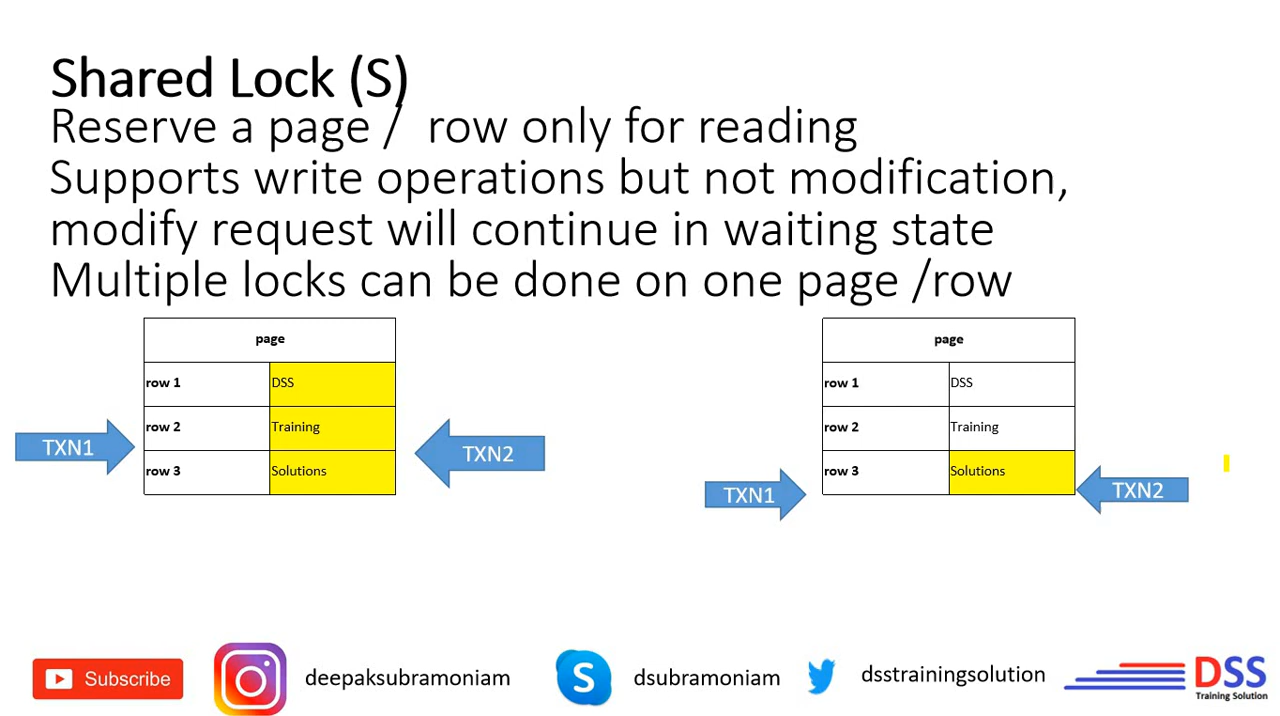 Shared Lock (S)
Reserve a page / row only for reading
Supports write operations but not modification,
modify request will continue in waiting state
Multiple locks can be done on one page /row
page
row 1 DSS
row 2 Training
row 3 Solutions
TXN1
TXN2
page
row 1 DSS
row 2 Training
row 3 Solutions
TXN1
TXN2
Subscribe
deepaksubramoniam
S
dsubramoniam
dsstrainingsolution
DSS
Training Solution